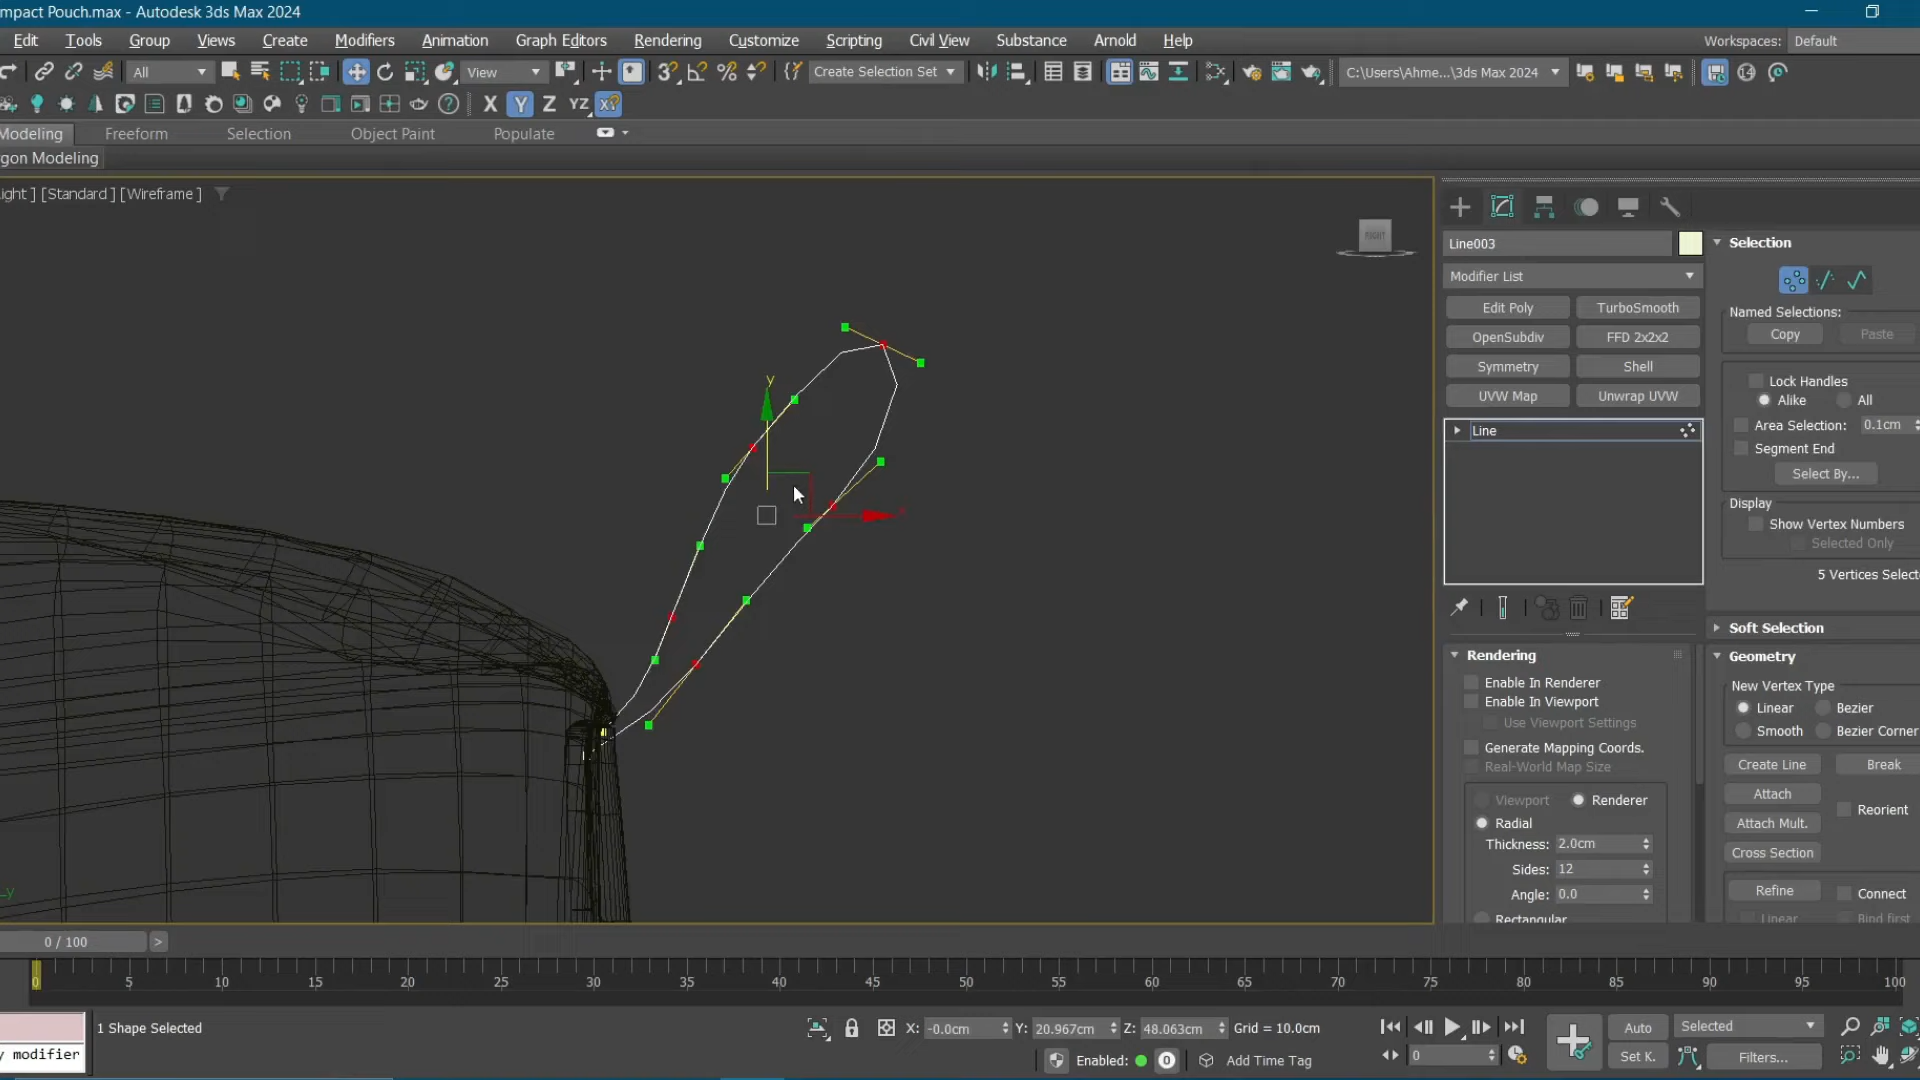 mpact Pouch.max - Autodesk 3ds Max 2024
Edit Tools Group Views Create Modifiers Animation Graph Editors Rendering Customize Scripting Civil View Substance Arnold Help Workspaces: Default
All View Create Selection Set C:\Users\Ahme...\3ds Max 2024
X Y Z YZ
Modeling Freeform Selection Object Paint Populate
gon Modeling
ight ] [Standard ] [Wireframe ]
RIGHT
y
x
_y
Line003
Modifier List
Edit Poly TurboSmooth
OpenSubdiv FFD 2x2x2
Symmetry Shell
UVW Map Unwrap UVW
Line
Rendering
Enable In Renderer
Enable In Viewport
Use Viewport Settings
Generate Mapping Coords.
Real-World Map Size
Viewport Renderer
Radial
Thickness: 2.0cm
Sides: 12
Angle: 0.0
Rectangular
Selection
Named Selections:
Copy Paste
Lock Handles
Alike All
Area Selection: 0.1cm
Segment End
Select By...
Display
Show Vertex Numbers
Selected Only
5 Vertices Selecte
Soft Selection
Geometry
New Vertex Type
Linear Bezier
Smooth Bezier Corner
Create Line Break
Attach
Reorient
Attach Mult.
Cross Section
Refine Connect
Linear Bind first
0 / 100 >
0 5 10 15 20 25 30 35 40 45 50 55 60 65 70 75 80 85 90 95 100
1 Shape Selected X: -0.0cm Y: 20.967cm Z: 48.063cm Grid = 10.0cm Auto Selected
y modifier Enabled: 0 Add Time Tag 0 Set K. Filters...